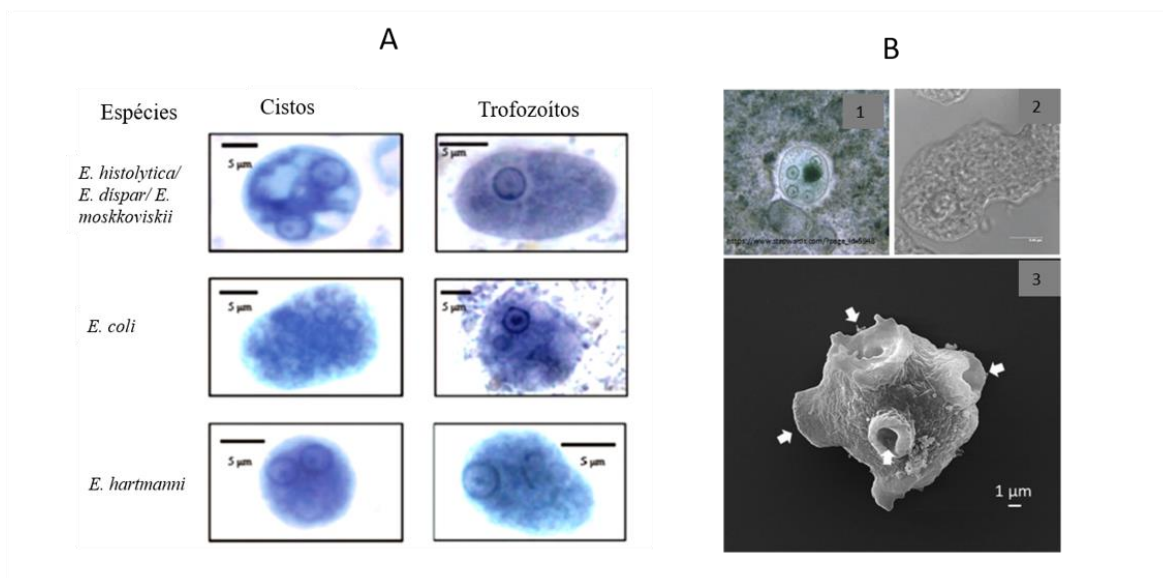 A
B
Espécies
Cistos
Trofozoítos
E. histolytica/
E. dispar/ E.
moskkoviskii
5 µm
5 µm
E. coli
5 µm
5 µm
E. hartmanni
5 µm
5 µm
1
2
3
1 µm